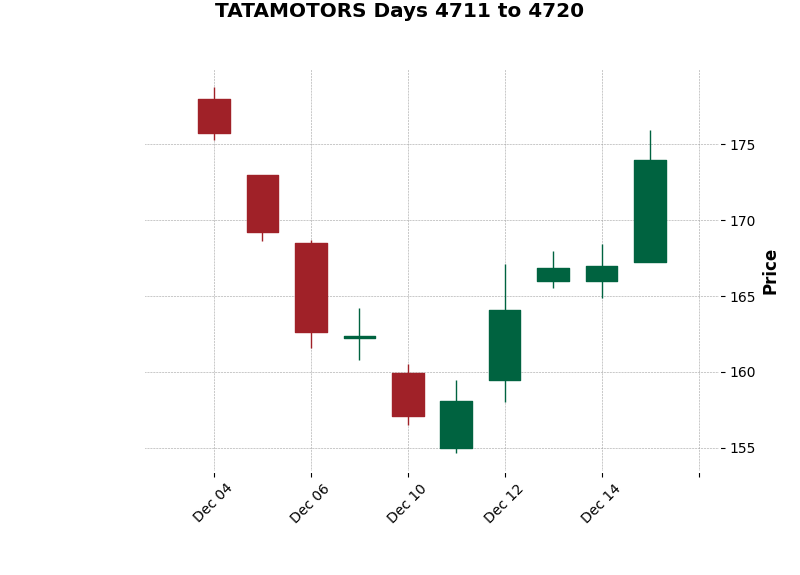 TATAMOTORS Days 4711 to 4720
175
170
165
160
155
Price
Dec 04
Dec 06
Dec 10
Dec 12
Dec 14